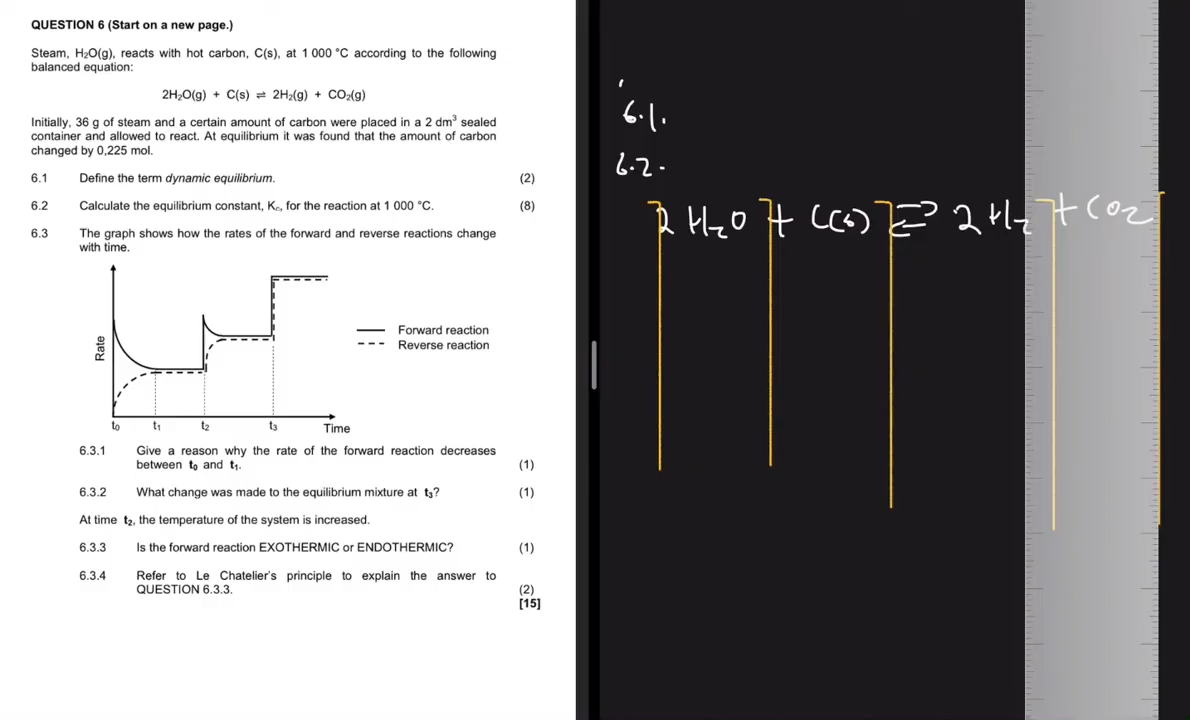 QUESTION 6 (Start on a new page.)
Steam, H₂O(g), reacts with hot carbon, C(s), at 1 000 °C according to the following
balanced equation:
2H₂O(g) + C(s) ⇌ 2H₂(g) + CO₂(g)
Initially, 36 g of steam and a certain amount of carbon were placed in a 2 dm³ sealed
container and allowed to react. At equilibrium it was found that the amount of carbon
changed by 0,225 mol.
6.1 Define the term dynamic equilibrium. (2)
6.2 Calculate the equilibrium constant, Kc, for the reaction at 1 000 °C. (8)
6.3 The graph shows how the rates of the forward and reverse reactions change
with time.
Rate
Forward reaction
Reverse reaction
t₀ t₁ t₂ t₃ Time
6.3.1 Give a reason why the rate of the forward reaction decreases
between t₀ and t₁. (1)
6.3.2 What change was made to the equilibrium mixture at t₃? (1)
At time t₂, the temperature of the system is increased.
6.3.3 Is the forward reaction EXOTHERMIC or ENDOTHERMIC? (1)
6.3.4 Refer to Le Chatelier's principle to explain the answer to
QUESTION 6.3.3. (2)
[15]
6.1.
6.2.
2 H₂O + C(s) ⇌ 2 H₂ + CO₂